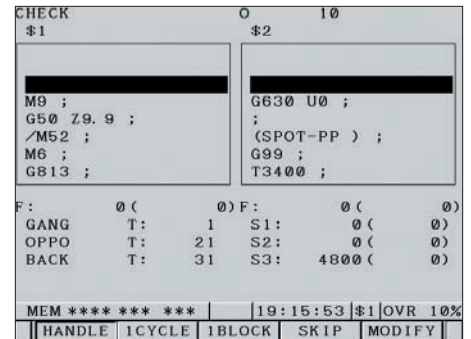 CHECK O 10
$1 $2
M9 ; G630 U0 ;
G50 Z9.9 ; ;
/M52 ; (SPOT-PP ) ;
M6 ; G99 ;
G813 ; T3400 ;
F: 0( 0) F: 0( 0)
GANG T: 1 S1: 0( 0)
OPPO T: 21 S2: 0( 0)
BACK T: 31 S3: 4800( 0)
MEM **** *** *** 19:15:53 $1 OVR 10%
HANDLE 1CYCLE 1BLOCK SKIP MODIFY